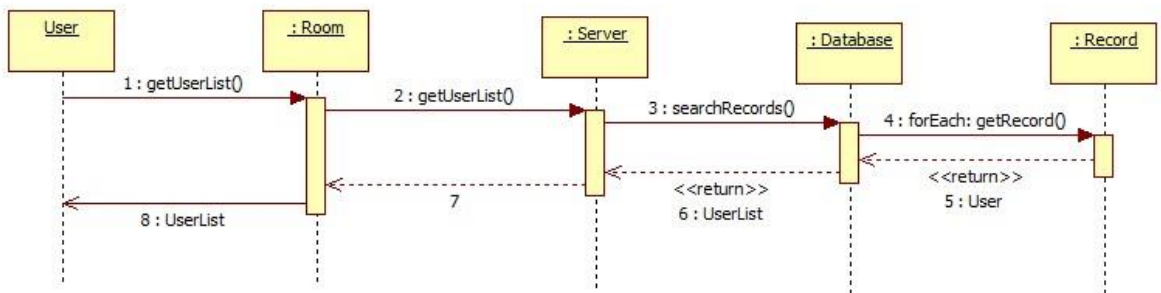 User
: Room
: Server
: Database
: Record
1 : getUserList()
2 : getUserList()
3 : searchRecords()
4 : forEach: getRecord()
<<return>>
5 : User
<<return>>
6 : UserList
7
8 : UserList